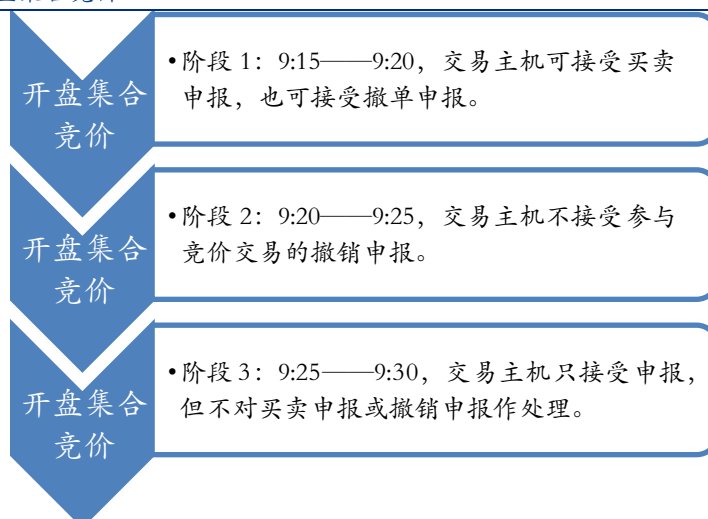 开盘集合
竞价
•阶段 1：9:15——9:20，交易主机可接受买卖
申报，也可接受撤单申报。
开盘集合
竞价
•阶段 2：9:20——9:25，交易主机不接受参与
竞价交易的撤销申报。
开盘集合
竞价
•阶段 3：9:25——9:30，交易主机只接受申报，
但不对买卖申报或撤销申报作处理。